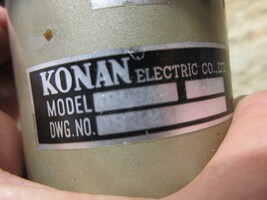 KONAN ELECTRIC CO., LTD
MODEL
DWG. NO.